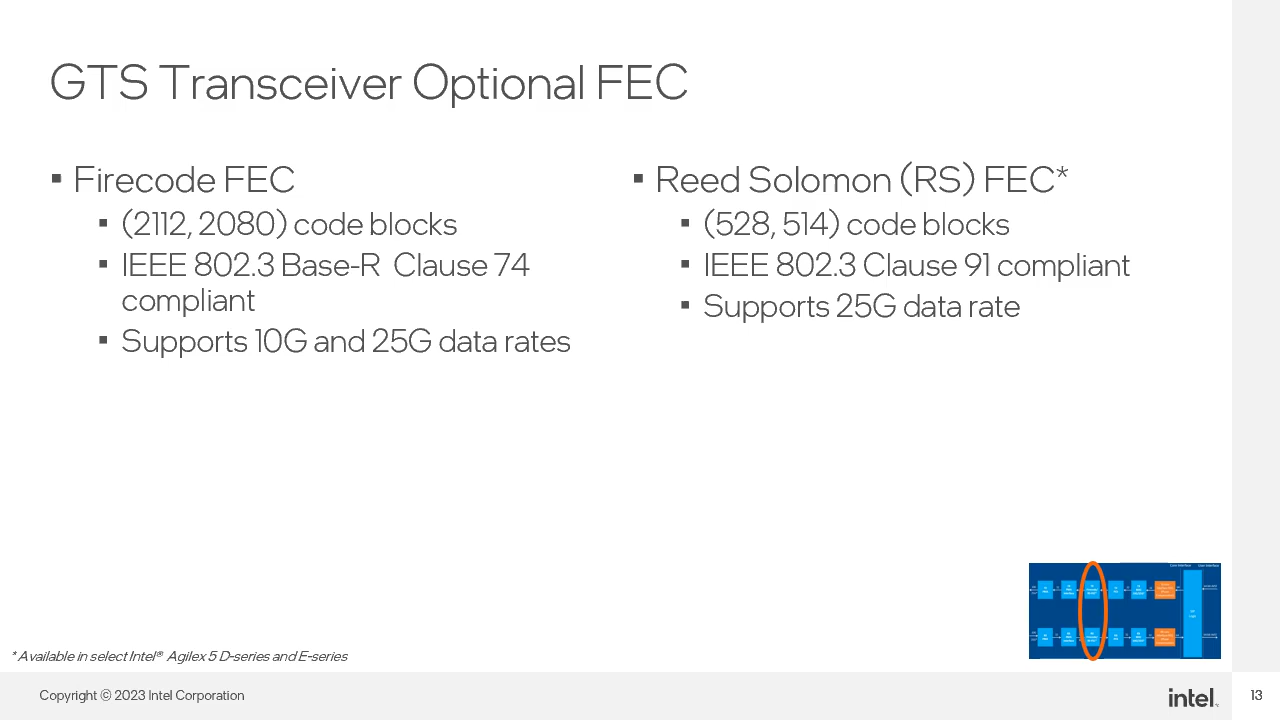 GTS Transceiver Optional FEC
▪ Firecode FEC
▪ (2112, 2080) code blocks
▪ IEEE 802.3 Base-R  Clause 74
compliant
▪ Supports 10G and 25G data rates
▪ Reed Solomon (RS) FEC*
▪ (528, 514) code blocks
▪ IEEE 802.3 Clause 91 compliant
▪ Supports 25G data rate
* Available in select Intel® Agilex 5 D-series and E-series
Copyright © 2023 Intel Corporation
intel.
13